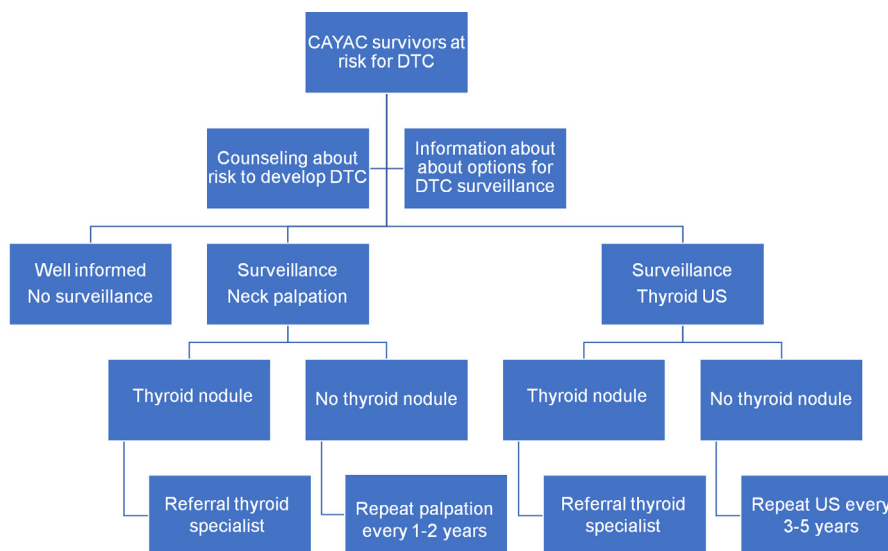 CAYAC survivors at
risk for DTC
Counseling about
risk to develop DTC
Information about
about options for
DTC surveillance
Well informed
No surveillance
Surveillance
Neck palpation
Surveillance
Thyroid US
Thyroid nodule
No thyroid nodule
Thyroid nodule
No thyroid nodule
Referral thyroid
specialist
Repeat palpation
every 1-2 years
Referral thyroid
specialist
Repeat US every
3-5 years